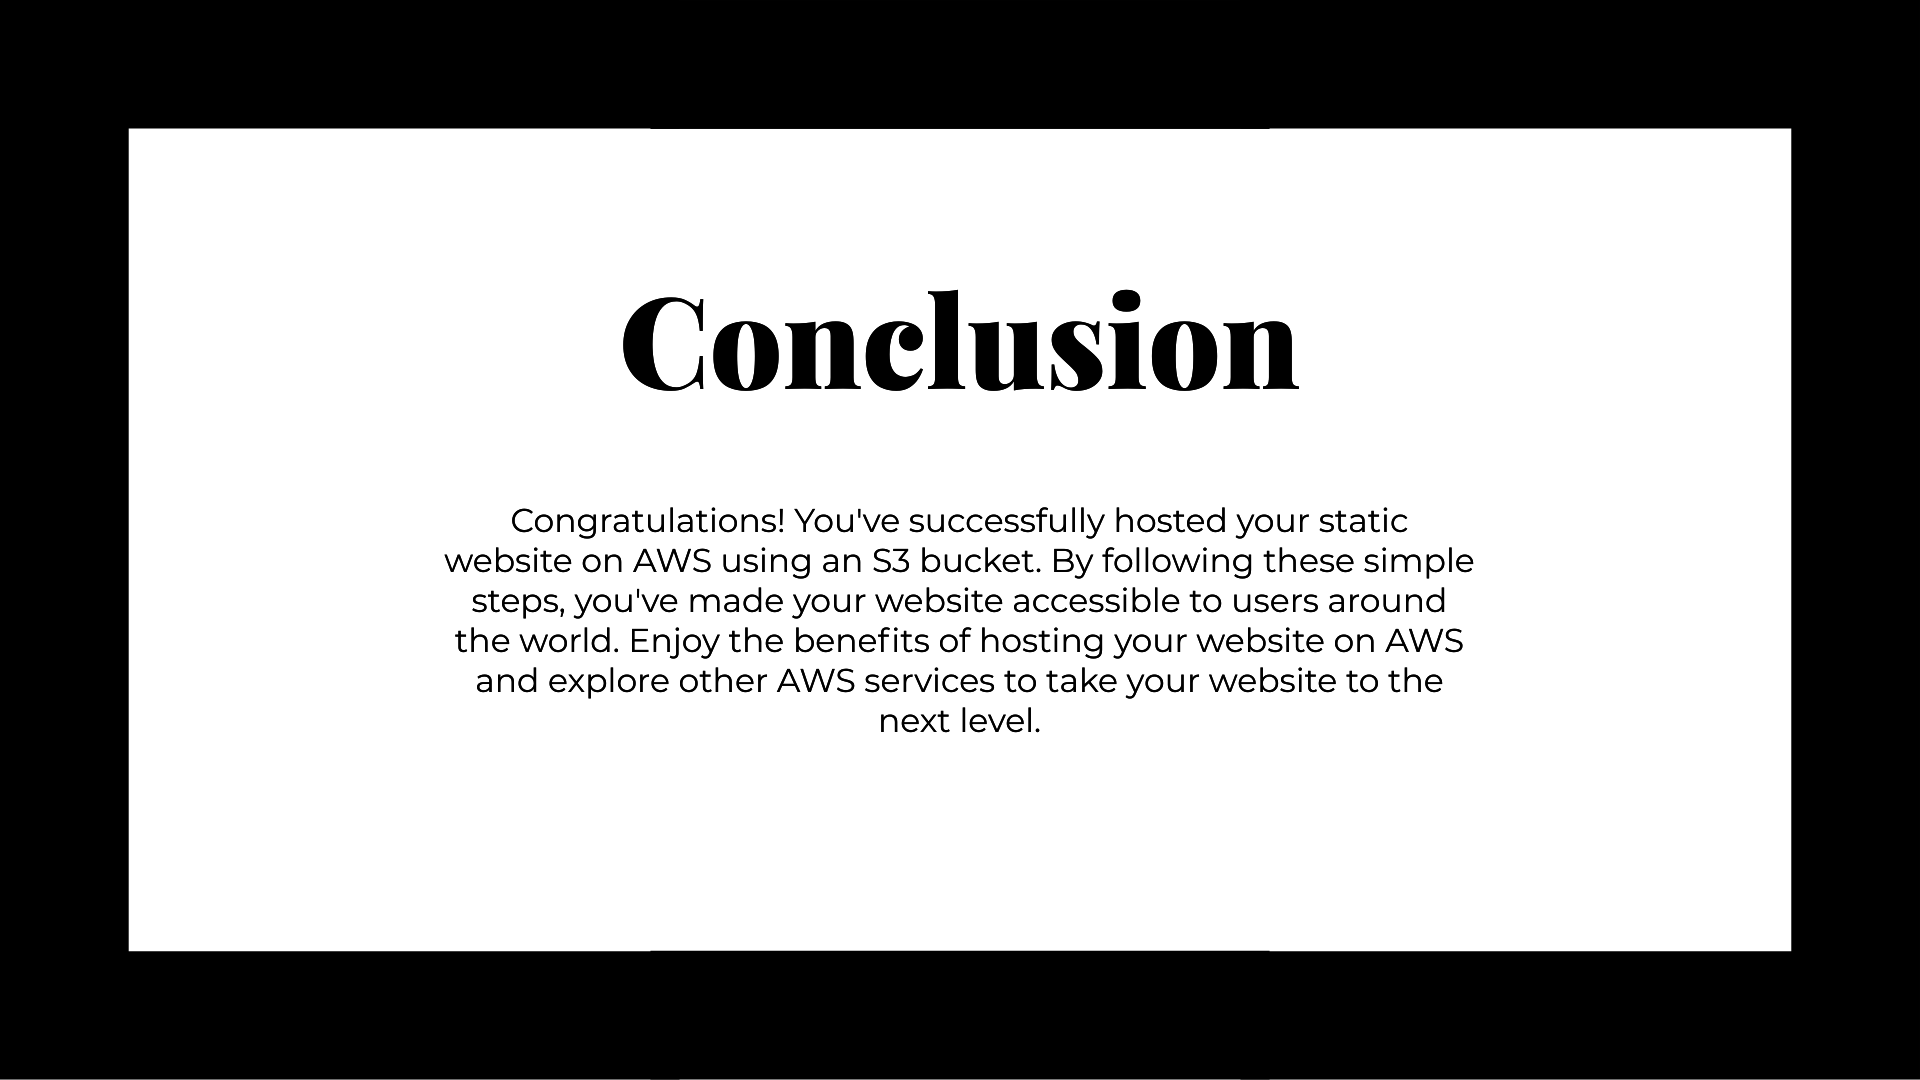 Conclusion
Congratulations! You've successfully hosted your static
website on AWS using an S3 bucket. By following these simple
steps, you've made your website accessible to users around
the world. Enjoy the benefits of hosting your website on AWS
and explore other AWS services to take your website to the
next level.